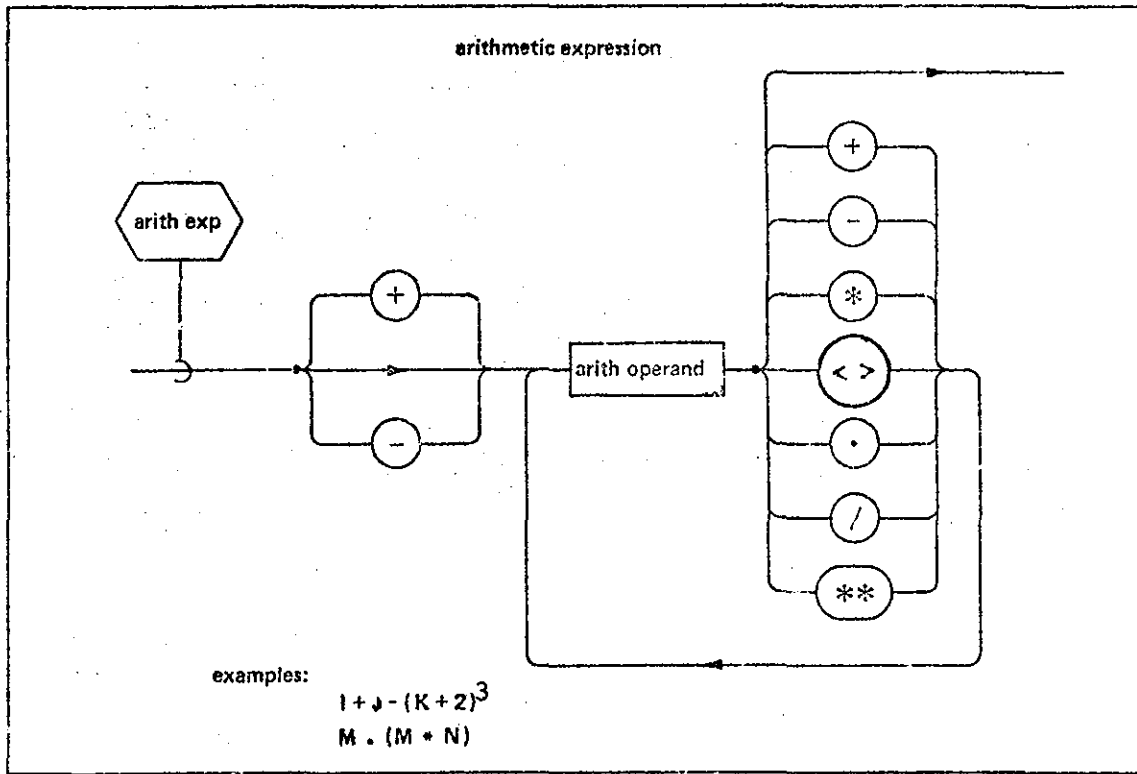 arithmetic expression
arith exp
+
-
arith operand
+
-
*
< >
•
/
**
examples:
I + J - (K + 2)³
M . (M * N)